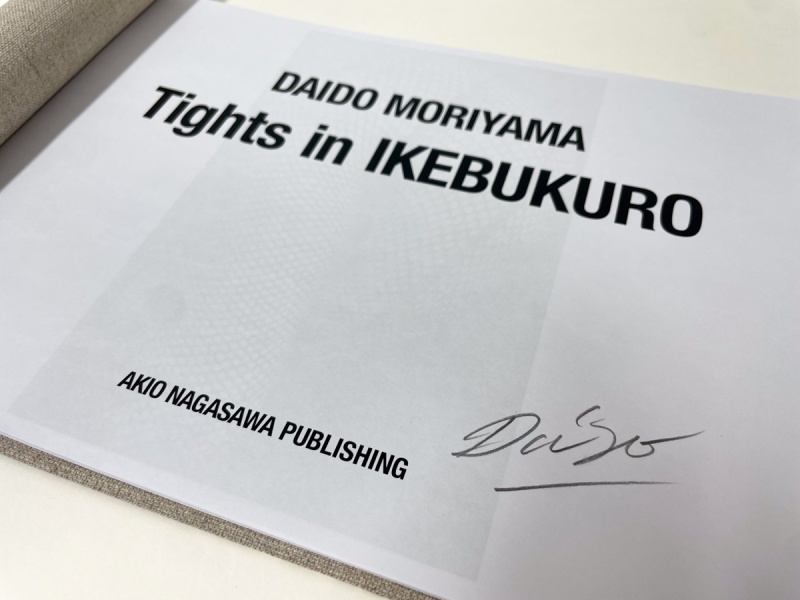 DAIDO MORIYAMA
Tights in IKEBUKURO
AKIO NAGASAWA PUBLISHING
Daido